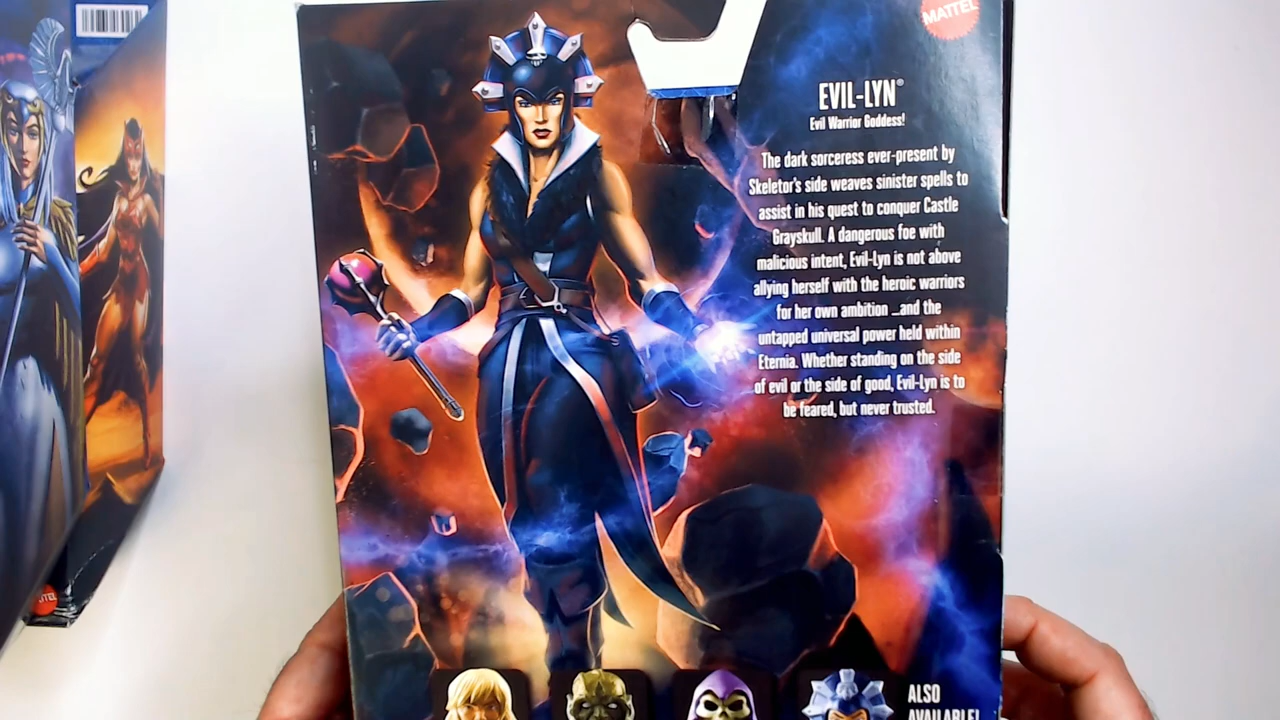 MATTEL
EVIL-LYN®
Evil Warrior Goddess!
The dark sorceress ever-present by
Skeletor's side weaves sinister spells to
assist in his quest to conquer Castle
Grayskull. A dangerous foe with
malicious intent, Evil-Lyn is not above
allying herself with the heroic warriors
for her own ambition ...and the
untapped universal power held within
Eternia. Whether standing on the side
of evil or the side of good, Evil-Lyn is to
be feared, but never trusted.
ALSO
AVAILABLE!